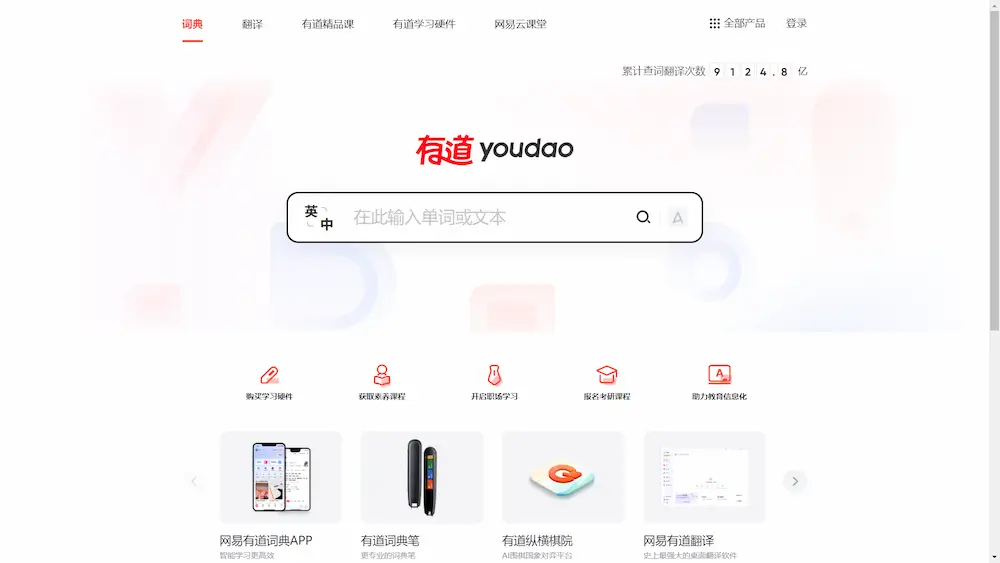 词典 翻译 有道精品课 有道学习硬件 网易云课堂 全部产品 登录
累计查词翻译次数 9 1 2 4 . 8 亿
有道 youdao
英
中
在此输入单词或文本
购买学习硬件 获取素养课程 开启职场学习 报名考研课程 助力教育信息化
网易有道词典APP 有道词典笔 有道纵横棋院 网易有道翻译
智能学习更高效 更专业的词典笔 AI围棋国象对弈平台 史上最强大的桌面翻译软件